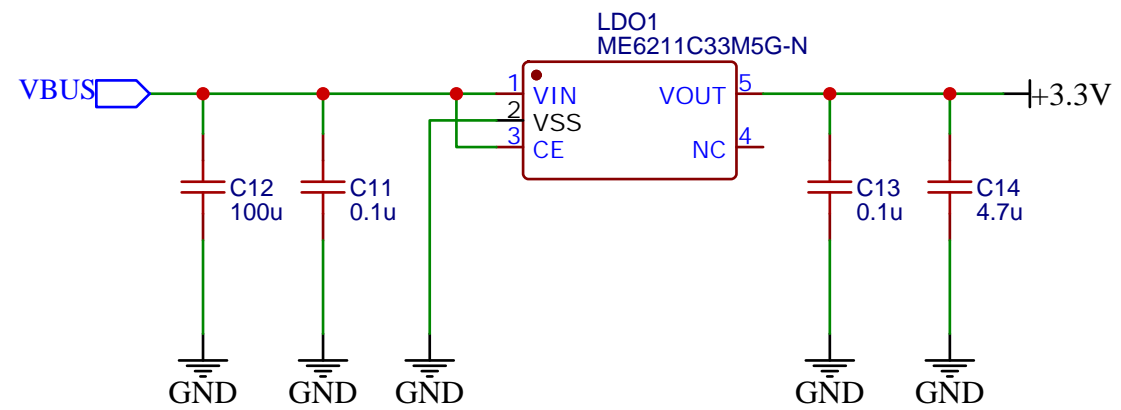 LDO1
ME6211C33M5G-N
VBUS
1
VIN
VOUT
5
+3.3V
2
VSS
3
CE
NC
4
C12
100u
C11
0.1u
C13
0.1u
C14
4.7u
GND
GND
GND
GND
GND